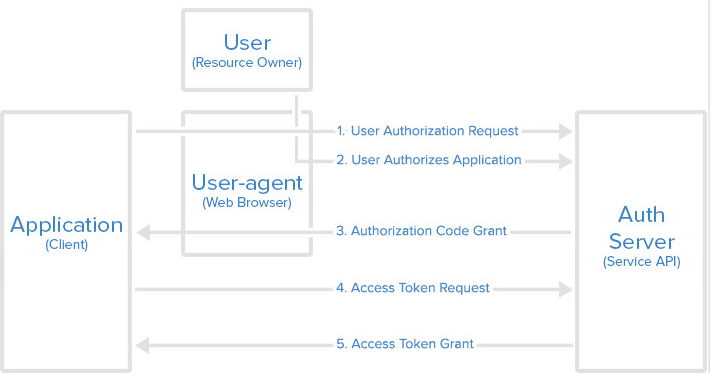 User
(Resource Owner)
1. User Authorization Request
2. User Authorizes Application
User-agent
(Web Browser)
Application
(Client)
3. Authorization Code Grant
Auth
Server
(Service API)
4. Access Token Request
5. Access Token Grant